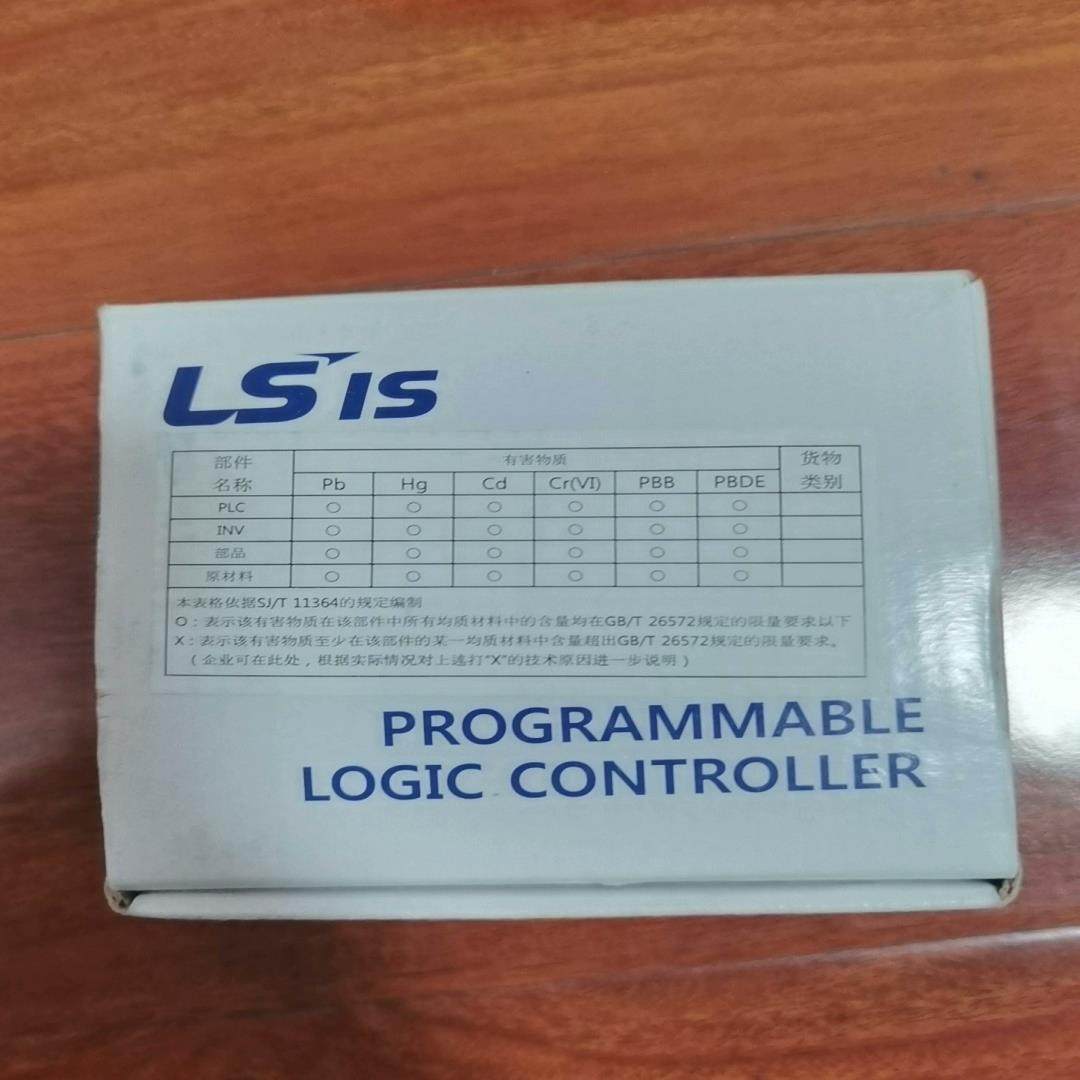 LS IS
部件名称 有害物质 货物类别
Pb Hg Cd Cr(VI) PBB PBDE
PLC ○ ○ ○ ○ ○ ○
INV ○ ○ ○ ○ ○ ○
部品 ○ ○ ○ ○ ○ ○
原材料 ○ ○ ○ ○ ○ ○
本表格依据SJ/T 11364的规定编制
O：表示该有害物质在该部件中所有均质材料中的含量均在GB/T 26572规定的限量要求以下
X：表示该有害物质至少在该部件的某一均质材料中含量超出GB/T 26572规定的限量要求。
（企业可在此处，根据实际情况对上述打“X”的技术原因进一步说明）
PROGRAMMABLE
LOGIC CONTROLLER